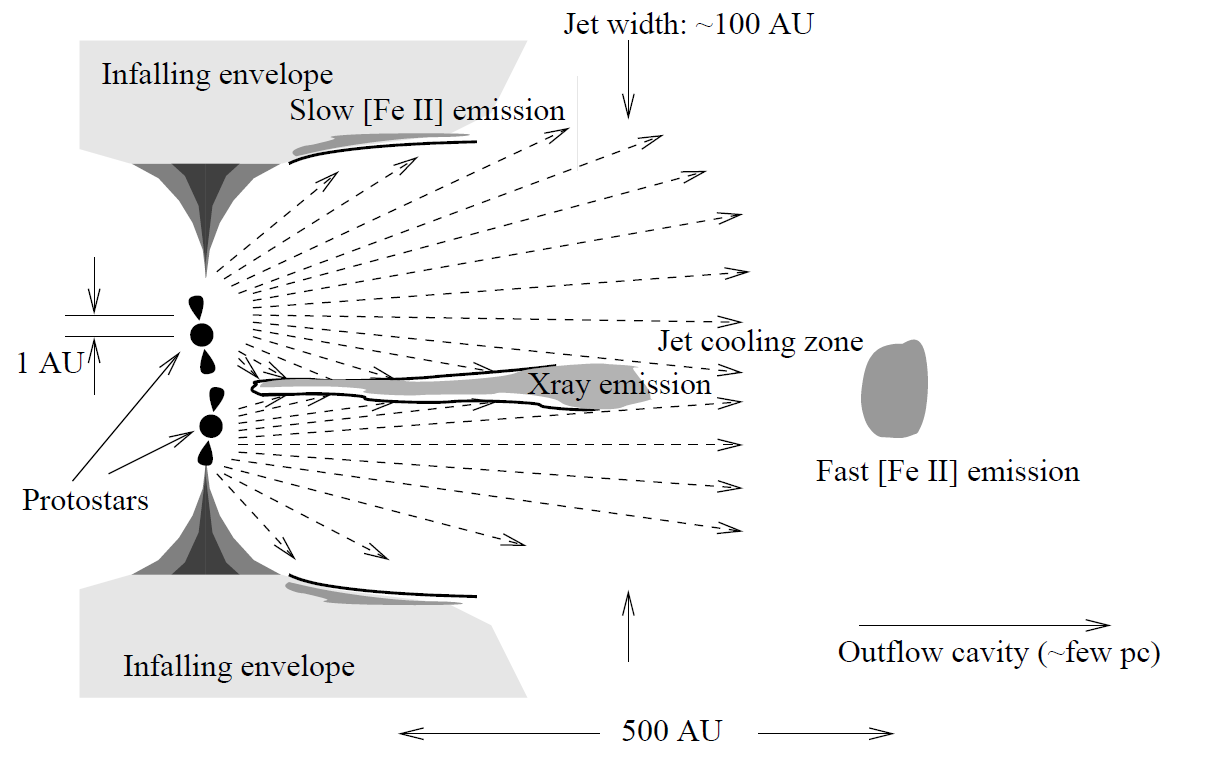 Jet width: ~100 AU
Infalling envelope
Slow [Fe II] emission
Jet cooling zone
1 AU
Xray emission
Fast [Fe II] emission
Protostars
Outflow cavity (~few pc)
Infalling envelope
500 AU